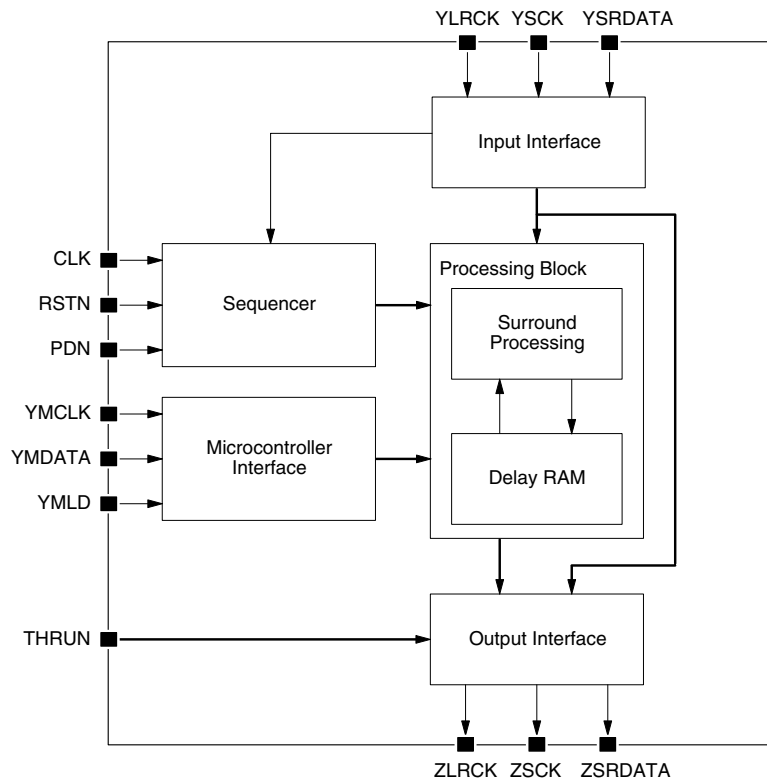 YLRCK YSCK YSRDATA
Input Interface
CLK
RSTN
PDN
Sequencer
Processing Block
Surround
Processing
Delay RAM
YMCLK
YMDATA
YMLD
Microcontroller
Interface
THRUN
Output Interface
ZLRCK ZSCK ZSRDATA